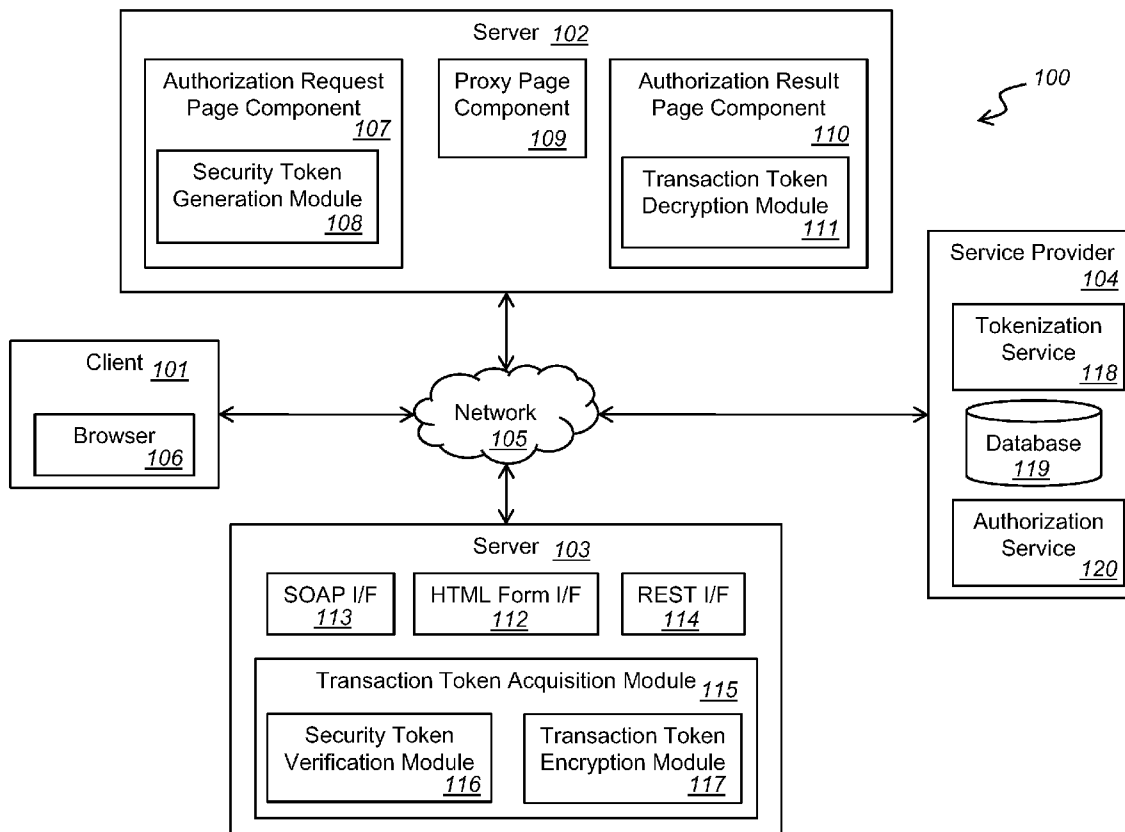 Server 102
Authorization Request
Page Component
107
Security Token
Generation Module
108
Proxy Page
Component
109
Authorization Result
Page Component
110
Transaction Token
Decryption Module
111
100
Service Provider
104
Tokenization
Service
118
Database
119
Authorization
Service
120
Client 101
Browser
106
Network
105
Server 103
SOAP I/F
113
HTML Form I/F
112
REST I/F
114
Transaction Token Acquisition Module 115
Security Token
Verification Module
116
Transaction Token
Encryption Module
117